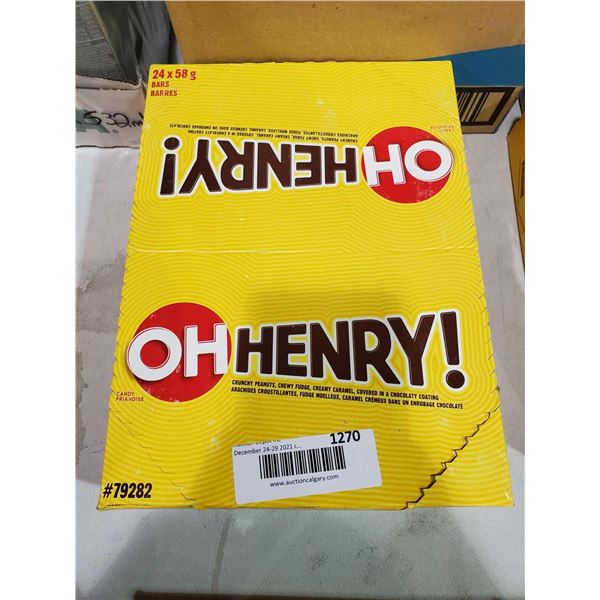 24 x 58 g
BARS
BARRES
CRUNCHY PEANUTS, CHEWY FUDGE, CREAMY CARAMEL, COVERED IN A CHOCOLATY COATING
ARACHIDES CROUSTILLANTES, FUDGE MOELLEUX, CARAMEL CRÉMEUX DANS UN ENROBAGE CHOCOLATÉ
OH HENRY!
532m
OH HENRY!
CRUNCHY PEANUTS, CHEWY FUDGE, CREAMY CARAMEL, COVERED IN A CHOCOLATY COATING
ARACHIDES CROUSTILLANTES, FUDGE MOELLEUX, CARAMEL CRÉMEUX DANS UN ENROBAGE CHOCOLATÉ
CANDY
FRIANDISE
December 24-29 2021 c...
1270
www.auctioncalgary.com
#79282